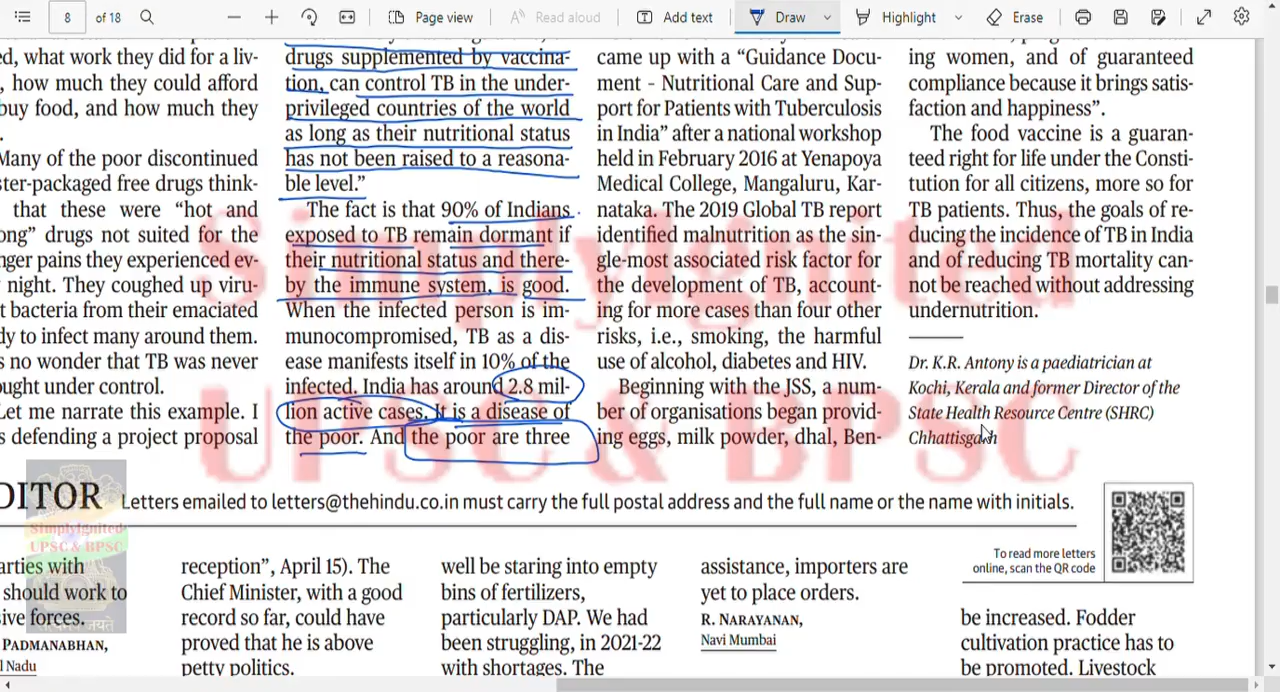 8 of 18 Page view Read aloud Add text Draw Highlight Erase
ed, what work they did for a liv-
, how much they could afford
buy food, and how much they
.
Many of the poor discontinued
ster-packaged free drugs think-
that these were “hot and
ong” drugs not suited for the
nger pains they experienced ev-
night. They coughed up viru-
t bacteria from their emaciated
dy to infect many around them.
s no wonder that TB was never
ought under control.
Let me narrate this example. I
s defending a project proposal
drugs supplemented by vaccina-
tion, can control TB in the under-
privileged countries of the world
as long as their nutritional status
has not been raised to a reasona-
ble level.”
The fact is that 90% of Indians
exposed to TB remain dormant if
their nutritional status and there-
by the immune system, is good.
When the infected person is im-
munocompromised, TB as a dis-
ease manifests itself in 10% of the
infected. India has around 2.8 mil-
lion active cases. It is a disease of
the poor. And the poor are three
came up with a “Guidance Docu-
ment - Nutritional Care and Sup-
port for Patients with Tuberculosis
in India” after a national workshop
held in February 2016 at Yenapoya
Medical College, Mangaluru, Kar-
nataka. The 2019 Global TB report
identified malnutrition as the sin-
gle-most associated risk factor for
the development of TB, account-
ing for more cases than four other
risks, i.e., smoking, the harmful
use of alcohol, diabetes and HIV.
Beginning with the JSS, a num-
ber of organisations began provid-
ing eggs, milk powder, dhal, Ben-
ing women, and of guaranteed
compliance because it brings satis-
faction and happiness”.
The food vaccine is a guaran-
teed right for life under the Consti-
tution for all citizens, more so for
TB patients. Thus, the goals of re-
ducing the incidence of TB in India
and of reducing TB mortality can-
not be reached without addressing
undernutrition.
Dr. K.R. Antony is a paediatrician at
Kochi, Kerala and former Director of the
State Health Resource Centre (SHRC)
Chhattisgarh
SimplyIgnited
UPSC & BPSC
DITOR Letters emailed to letters@thehindu.co.in must carry the full postal address and the full name or the name with initials.
SimplyIgnited
UPSC & BPSC
सत्यमेव जयते
To read more letters
online, scan the QR code
arties with
should work to
sive forces.
PADMANABHAN,
l Nadu
reception”, April 15). The
Chief Minister, with a good
record so far, could have
proved that he is above
petty politics.
well be staring into empty
bins of fertilizers,
particularly DAP. We had
been struggling, in 2021-22
with shortages. The
assistance, importers are
yet to place orders.
R. NARAYANAN,
Navi Mumbai
be increased. Fodder
cultivation practice has to
be promoted. Livestock